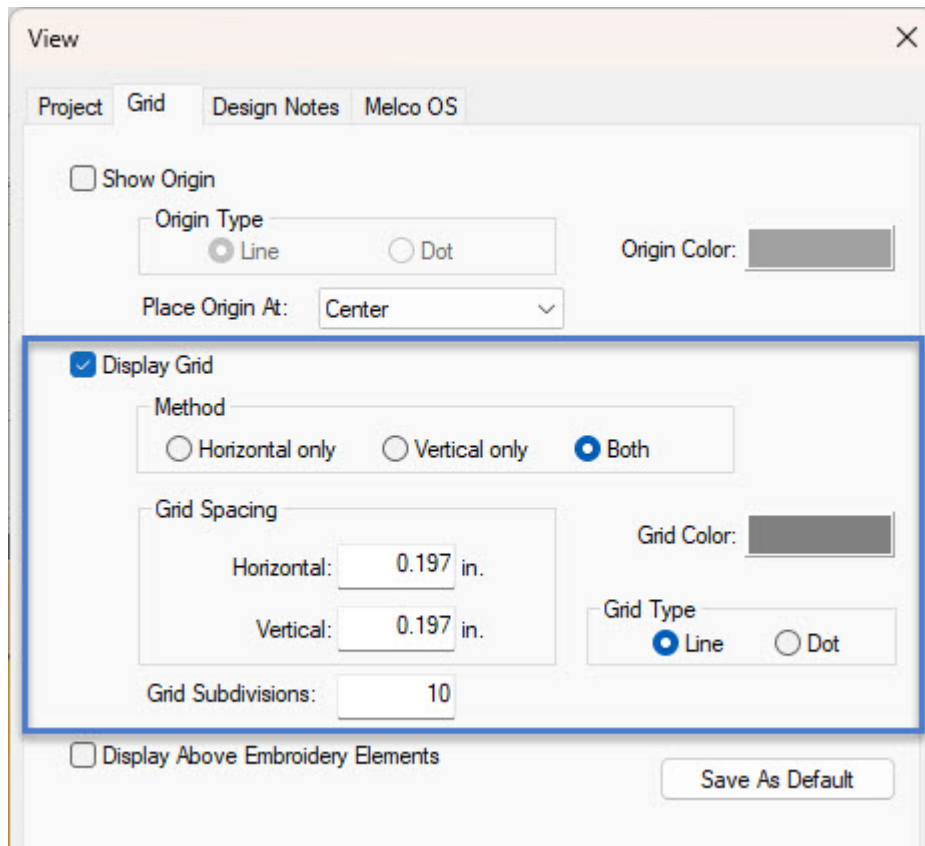 View
Project Grid Design Notes Melco OS
Show Origin
Origin Type
Line Dot Origin Color:
Place Origin At: Center
Display Grid
Method
Horizontal only Vertical only Both
Grid Spacing
Grid Color:
Horizontal: 0.197 in.
Grid Type
Vertical: 0.197 in.
Line Dot
Grid Subdivisions: 10
Display Above Embroidery Elements
Save As Default